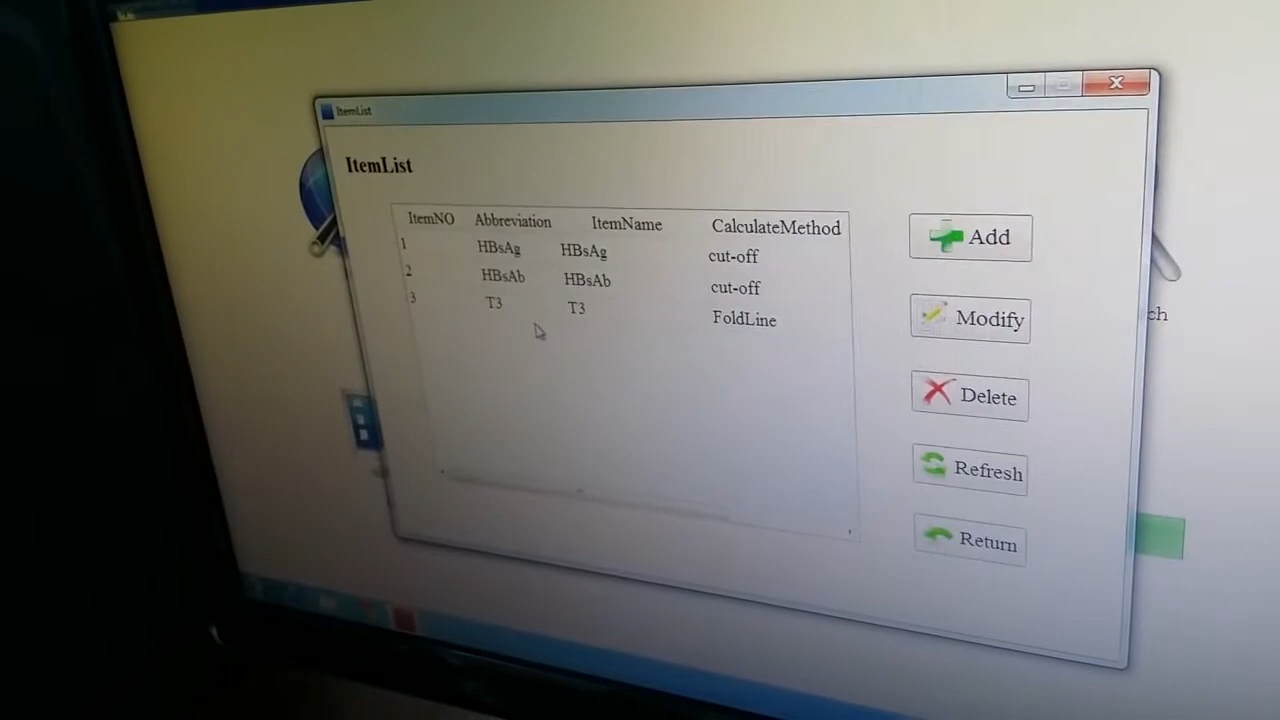 ItemList
ItemList
ItemNO Abbreviation ItemName CalculateMethod
1 HBsAg HBsAg cut-off
2 HBsAb HBsAb cut-off
3 T3 T3 FoldLine
Add
Modify
Delete
Refresh
Return
ch